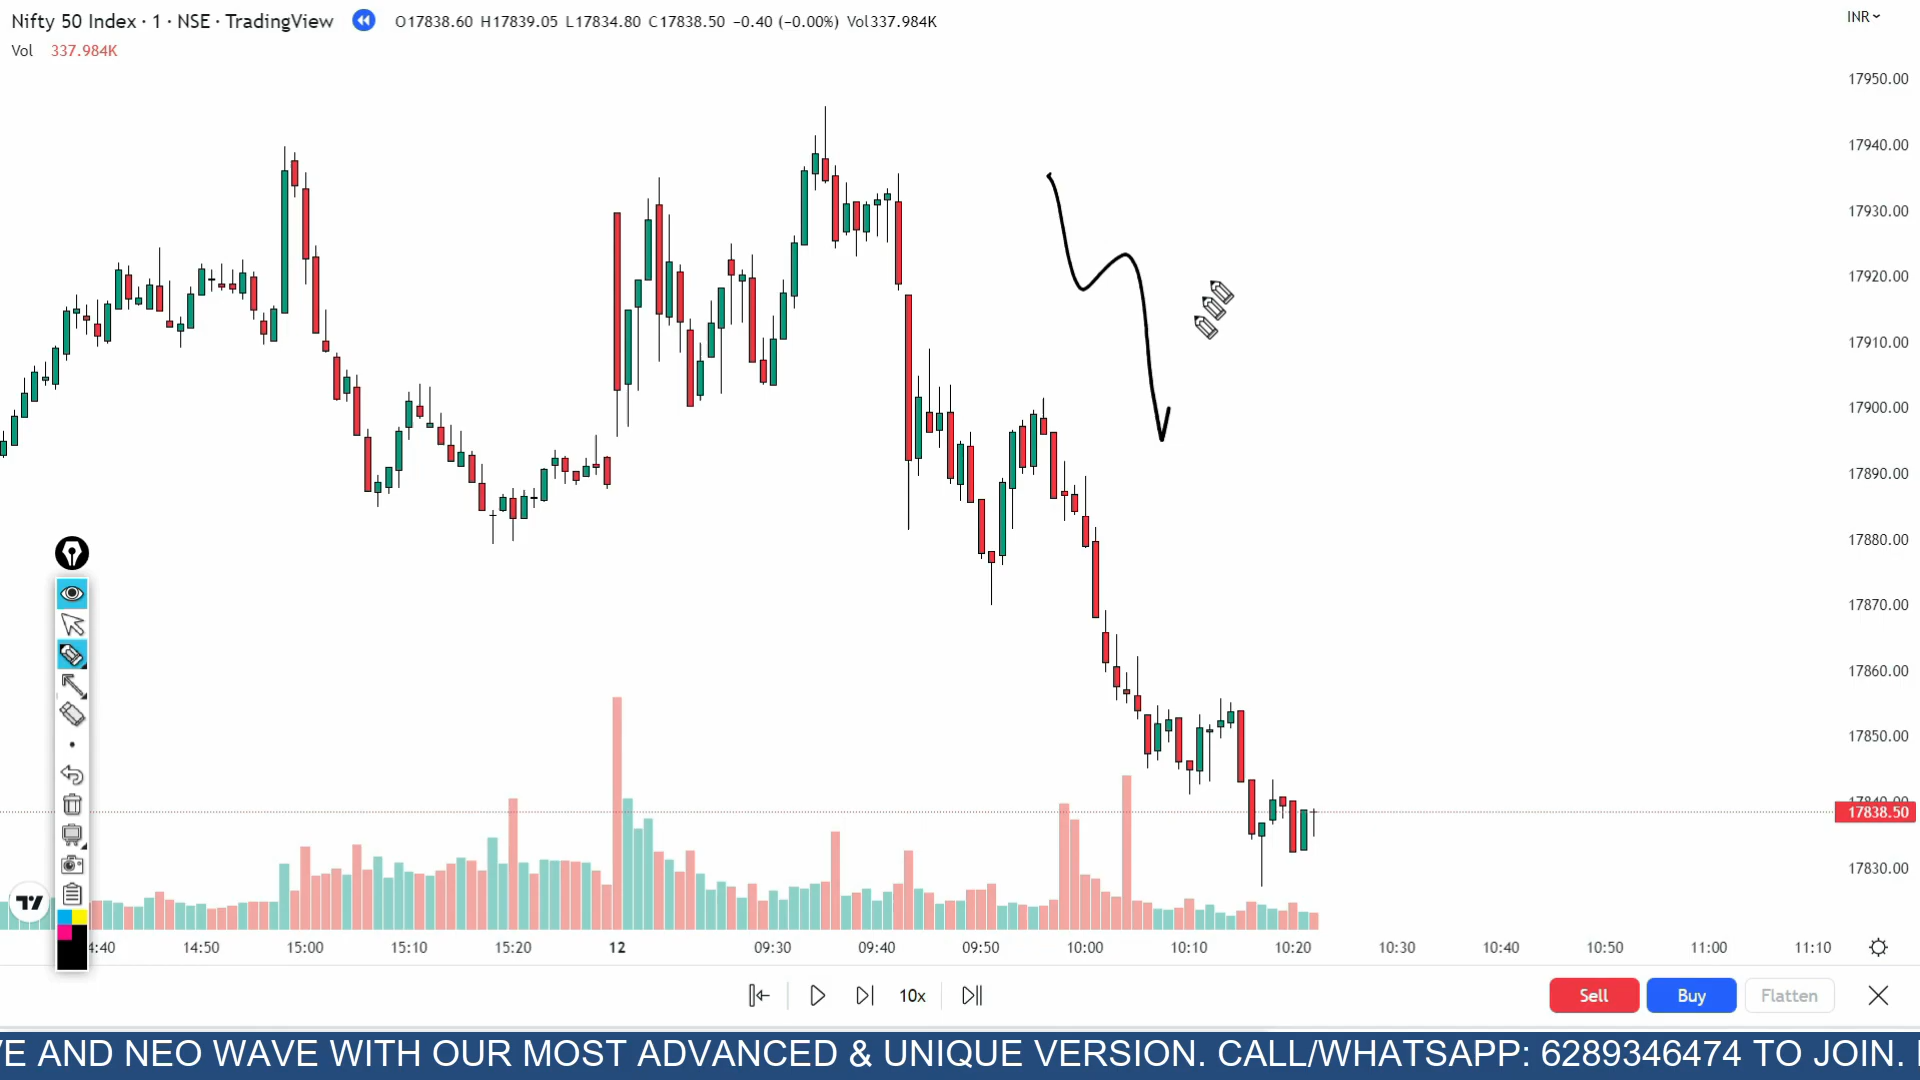 Nifty 50 Index · 1 · NSE · TradingView O17838.60 H17839.05 L17834.80 C17838.50 −0.40 (−0.00%) Vol337.984K
INR
Vol 337.984K
17950.00
17940.00
17930.00
17920.00
17910.00
17900.00
17890.00
17880.00
17870.00
17860.00
17850.00
17840.00
17838.50
17830.00
4:40 14:50 15:00 15:10 15:20 12 09:30 09:40 09:50 10:00 10:10 10:20 10:30 10:40 10:50 11:00 11:10
10x
Sell Buy Flatten
VE AND NEO WAVE WITH OUR MOST ADVANCED & UNIQUE VERSION. CALL/WHATSAPP: 6289346474 TO JOIN.